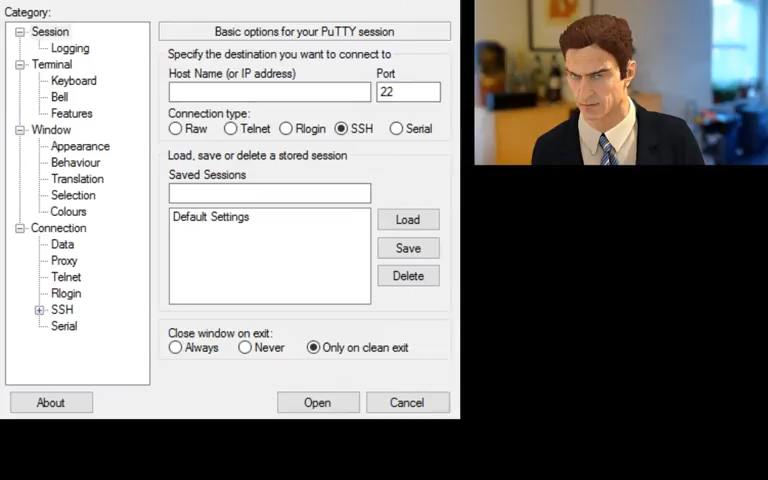 Category:
Session
Logging
Terminal
Keyboard
Bell
Features
Window
Appearance
Behaviour
Translation
Selection
Colours
Connection
Data
Proxy
Telnet
Rlogin
SSH
Serial
Basic options for your PuTTY session
Specify the destination you want to connect to
Host Name (or IP address) Port
22
Connection type:
Raw Telnet Rlogin SSH Serial
Load, save or delete a stored session
Saved Sessions
Default Settings
Load
Save
Delete
Close window on exit:
Always Never Only on clean exit
About Open Cancel